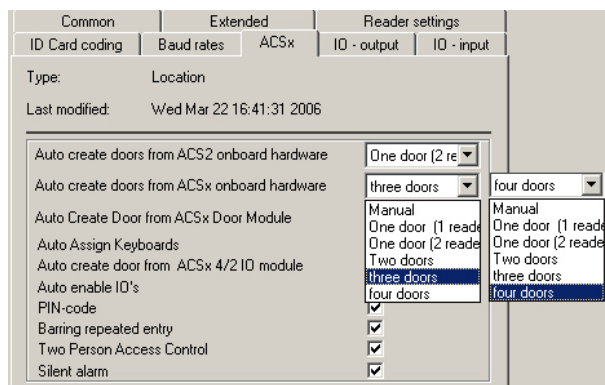 Common Extended Reader settings
ID Card coding Baud rates ACSx IO - output IO - input
Type: Location
Last modified: Wed Mar 22 16:41:31 2006
Auto create doors from ACS2 onboard hardware One door (2 re
Auto create doors from ACSx onboard hardware three doors four doors
Auto Create Door from ACSx Door Module
Auto Assign Keyboards
Auto create door from ACSx 4/2 IO module
Auto enable IO's
PIN-code
Barring repeated entry
Two Person Access Control
Silent alarm
Manual
One door (1 reade
One door (2 reade
Two doors
three doors
four doors
Manual
One door (1 reade
One door (2 reade
Two doors
three doors
four doors